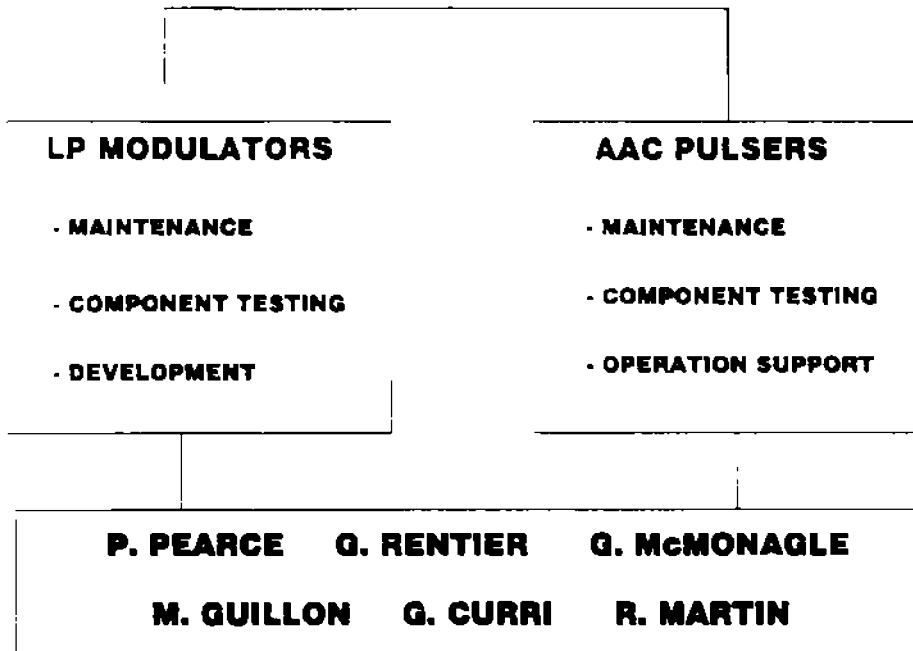 LP MODULATORS
- MAINTENANCE
- COMPONENT TESTING
- DEVELOPMENT
AAC PULSERS
- MAINTENANCE
- COMPONENT TESTING
- OPERATION SUPPORT
P. PEARCE G. RENTIER G. McMONAGLE
M. GUILLON G. CURRI R. MARTIN